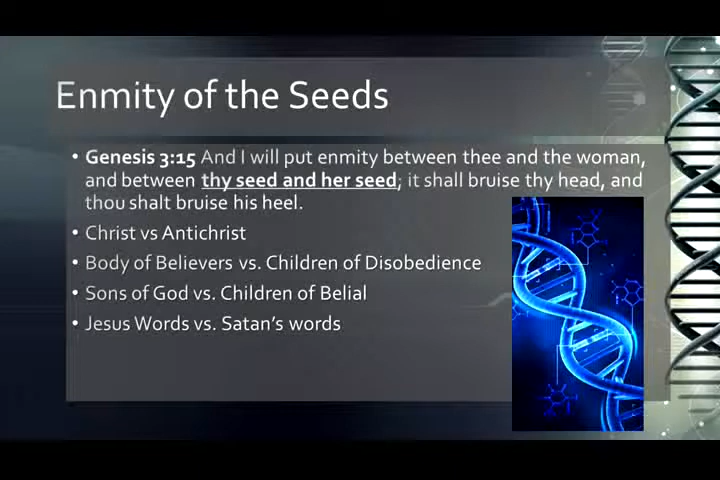 Enmity of the Seeds
• Genesis 3:15 And I will put enmity between thee and the woman,
and between thy seed and her seed; it shall bruise thy head, and
thou shalt bruise his heel.
• Christ vs Antichrist
• Body of Believers vs. Children of Disobedience
• Sons of God vs. Children of Belial
• Jesus Words vs. Satan's words